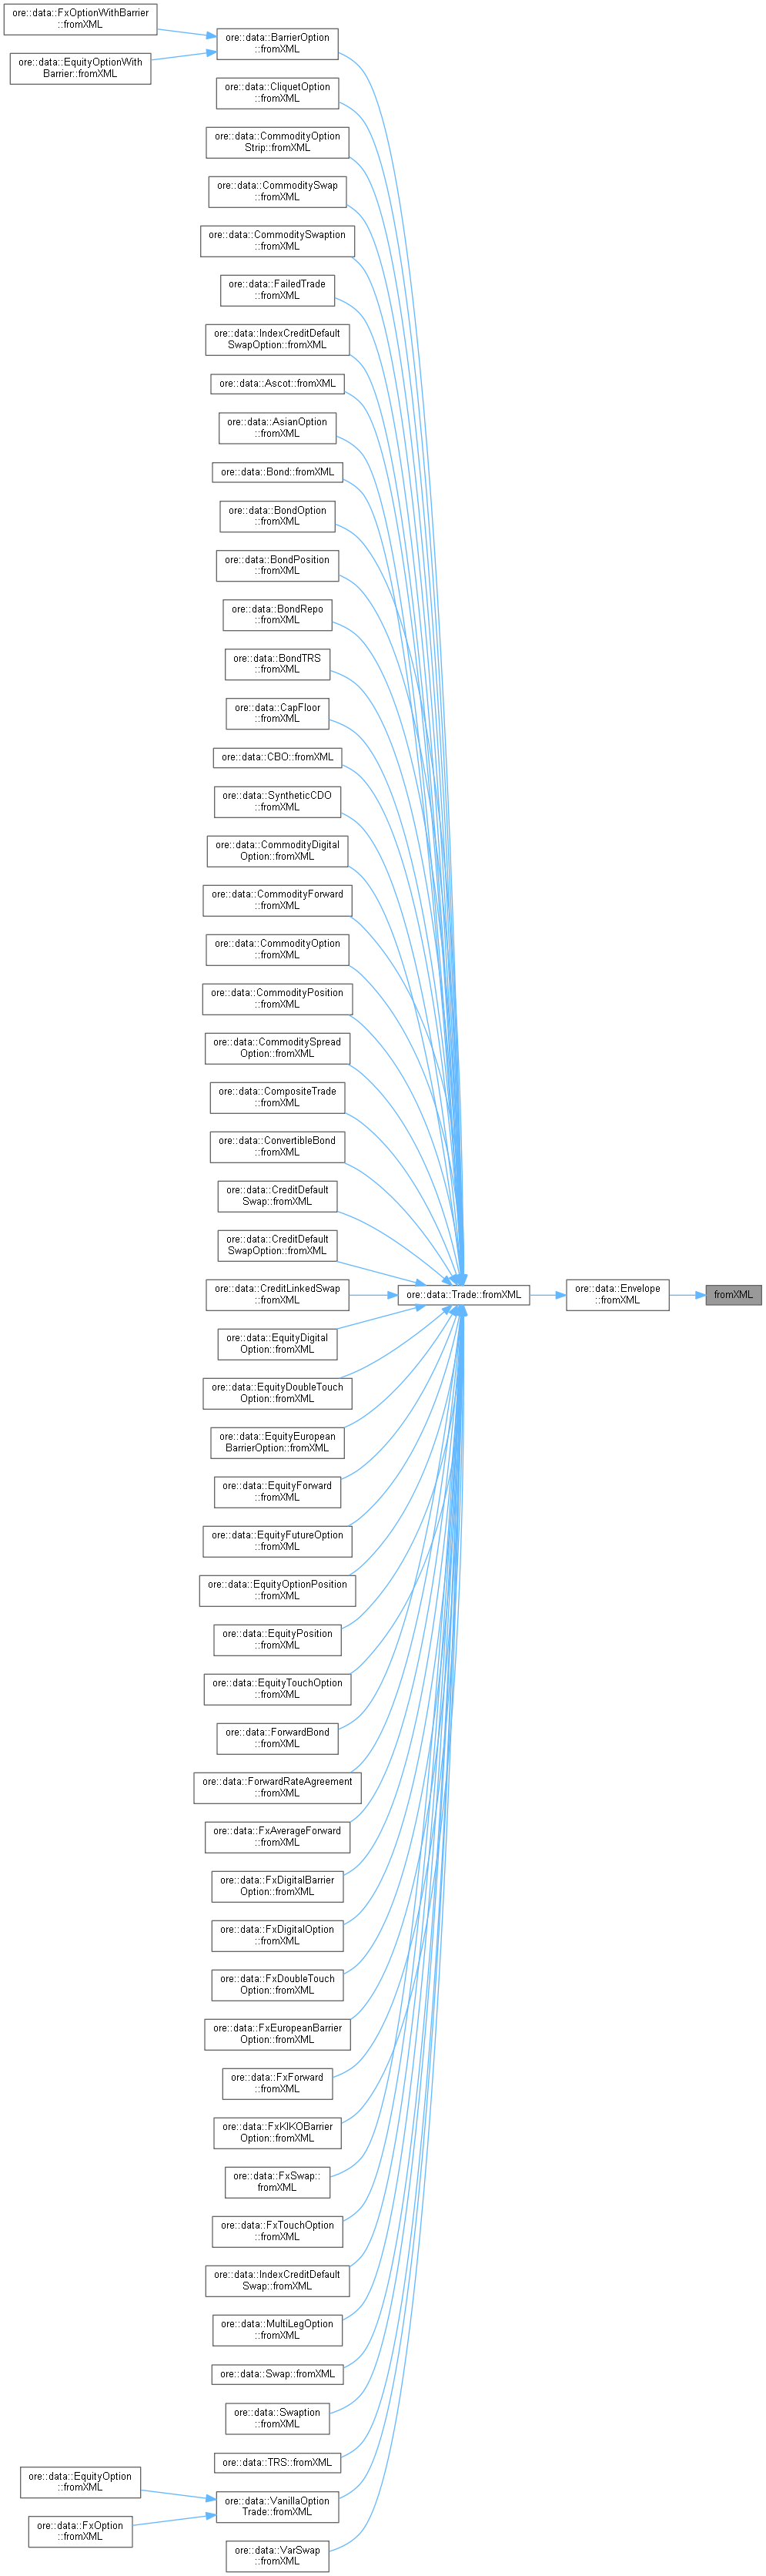 ore::data::FxOptionWithBarrier
::fromXML
ore::data::EquityOptionWith
Barrier::fromXML
ore::data::BarrierOption
::fromXML
ore::data::CliquetOption
::fromXML
ore::data::CommodityOption
Strip::fromXML
ore::data::CommoditySwap
::fromXML
ore::data::CommoditySwaption
::fromXML
ore::data::FailedTrade
::fromXML
ore::data::IndexCreditDefault
SwapOption::fromXML
ore::data::Ascot::fromXML
ore::data::AsianOption
::fromXML
ore::data::Bond::fromXML
ore::data::BondOption
::fromXML
ore::data::BondPosition
::fromXML
ore::data::BondRepo
::fromXML
ore::data::BondTRS
::fromXML
ore::data::CapFloor
::fromXML
ore::data::CBO::fromXML
ore::data::SyntheticCDO
::fromXML
ore::data::CommodityDigital
Option::fromXML
ore::data::CommodityForward
::fromXML
ore::data::CommodityOption
::fromXML
ore::data::CommodityPosition
::fromXML
ore::data::CommoditySpread
Option::fromXML
ore::data::CompositeTrade
::fromXML
ore::data::ConvertibleBond
::fromXML
ore::data::CreditDefault
Swap::fromXML
ore::data::CreditDefault
SwapOption::fromXML
ore::data::CreditLinkedSwap
::fromXML
ore::data::Trade::fromXML
ore::data::Envelope
::fromXML
fromXML
ore::data::EquityDigital
Option::fromXML
ore::data::EquityDoubleTouch
Option::fromXML
ore::data::EquityEuropean
BarrierOption::fromXML
ore::data::EquityForward
::fromXML
ore::data::EquityFutureOption
::fromXML
ore::data::EquityOptionPosition
::fromXML
ore::data::EquityPosition
::fromXML
ore::data::EquityTouchOption
::fromXML
ore::data::ForwardBond
::fromXML
ore::data::ForwardRateAgreement
::fromXML
ore::data::FxAverageForward
::fromXML
ore::data::FxDigitalBarrier
Option::fromXML
ore::data::FxDigitalOption
::fromXML
ore::data::FxDoubleTouch
Option::fromXML
ore::data::FxEuropeanBarrier
Option::fromXML
ore::data::FxForward
::fromXML
ore::data::FxKIKOBarrier
Option::fromXML
ore::data::FxSwap::
fromXML
ore::data::FxTouchOption
::fromXML
ore::data::IndexCreditDefault
Swap::fromXML
ore::data::MultiLegOption
::fromXML
ore::data::Swap::fromXML
ore::data::Swaption
::fromXML
ore::data::TRS::fromXML
ore::data::EquityOption
::fromXML
ore::data::FxOption
::fromXML
ore::data::VanillaOption
Trade::fromXML
ore::data::VarSwap
::fromXML